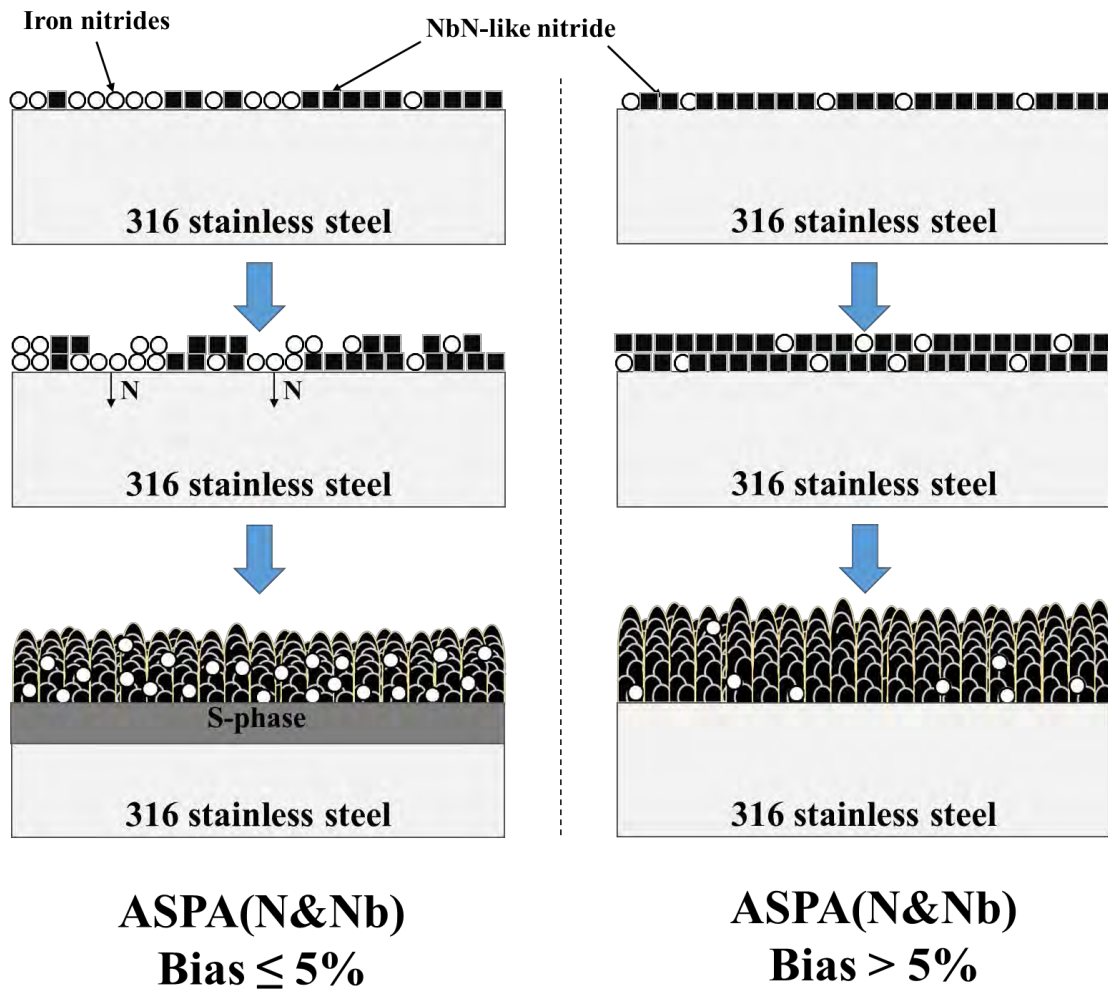 Iron nitrides
NbN-like nitride
316 stainless steel
316 stainless steel
N
N
316 stainless steel
316 stainless steel
S-phase
316 stainless steel
316 stainless steel
ASPA(N&Nb)
Bias ≤ 5%
ASPA(N&Nb)
Bias > 5%